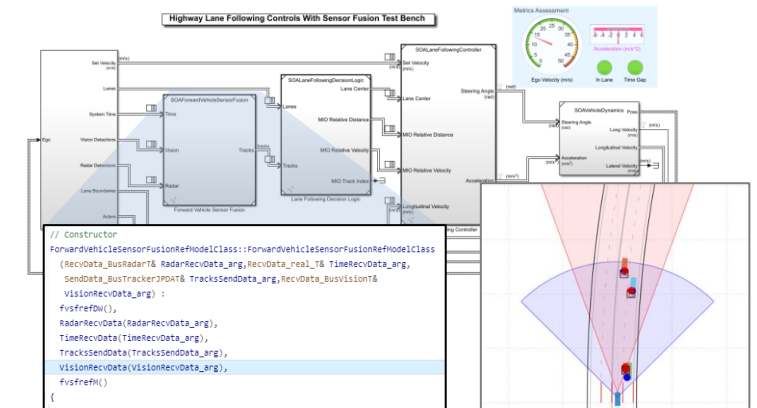 Highway Lane Following Controls With Sensor Fusion Test Bench
Metrics Assessment
Acceleration (m/s^2)
Ego Velocity (m/s)
In Lane
Time Gap
Set Velocity
(m/s)
Lanes
System Time
Ego
Vision Detections
Radar Detections
Lane Boundaries
Actors
SOAForwardVehicleSensorFusion
Time
Vision
Radar
Tracks
Forward Vehicle Sensor Fusion
SOALaneFollowingDecisionLogic
Lanes
Tracks
Lane Center
MIO Relative Distance
MIO Relative Velocity
MIO Track Index
Lane Following Decision Logic
SOALaneFollowingController
Set Velocity
(m/s)
Lane Center
MIO Relative Distance
MIO Relative Velocity
Longitudinal Velocity
Steering Angle
(rad)
Acceleration
(m/s²)
SOAVehicleDynamics
Steering Angle
(rad)
Acceleration
(m/s²)
Pose
Long Velocity
(m/s)
Longitudinal Velocity
(m/s)
Lateral Velocity
(m/s)
// Constructor
ForwardVehicleSensorFusionRefModelClass::ForwardVehicleSensorFusionRefModelClass
(RecvData_BusRadarT& RadarRecvData_arg,RecvData_real_T& TimeRecvData_arg,
SendData_BusTrackerJPDAT& TracksSendData_arg,RecvData_BusVisionT&
VisionRecvData_arg) :
fvsfrefDW(),
RadarRecvData(RadarRecvData_arg),
TimeRecvData(TimeRecvData_arg),
TracksSendData(TracksSendData_arg),
VisionRecvData(VisionRecvData_arg),
fvsfrefM()
{